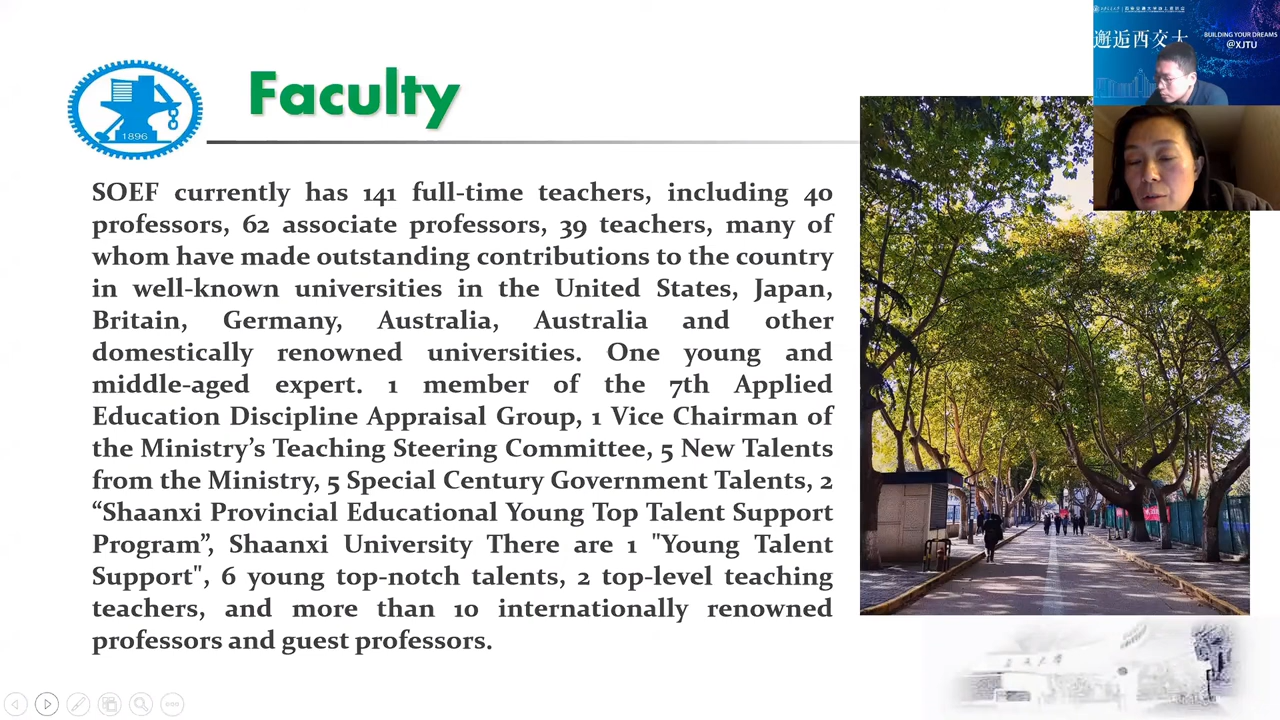 邂逅西交大
BUILDING YOUR DREAMS
@XJTU
1896
Faculty
SOEF currently has 141 full-time teachers, including 40
professors, 62 associate professors, 39 teachers, many of
whom have made outstanding contributions to the country
in well-known universities in the United States, Japan,
Britain, Germany, Australia, Australia and other
domestically renowned universities. One young and
middle-aged expert. 1 member of the 7th Applied
Education Discipline Appraisal Group, 1 Vice Chairman of
the Ministry’s Teaching Steering Committee, 5 New Talents
from the Ministry, 5 Special Century Government Talents, 2
“Shaanxi Provincial Educational Young Top Talent Support
Program”, Shaanxi University There are 1 "Young Talent
Support", 6 young top-notch talents, 2 top-level teaching
teachers, and more than 10 internationally renowned
professors and guest professors.